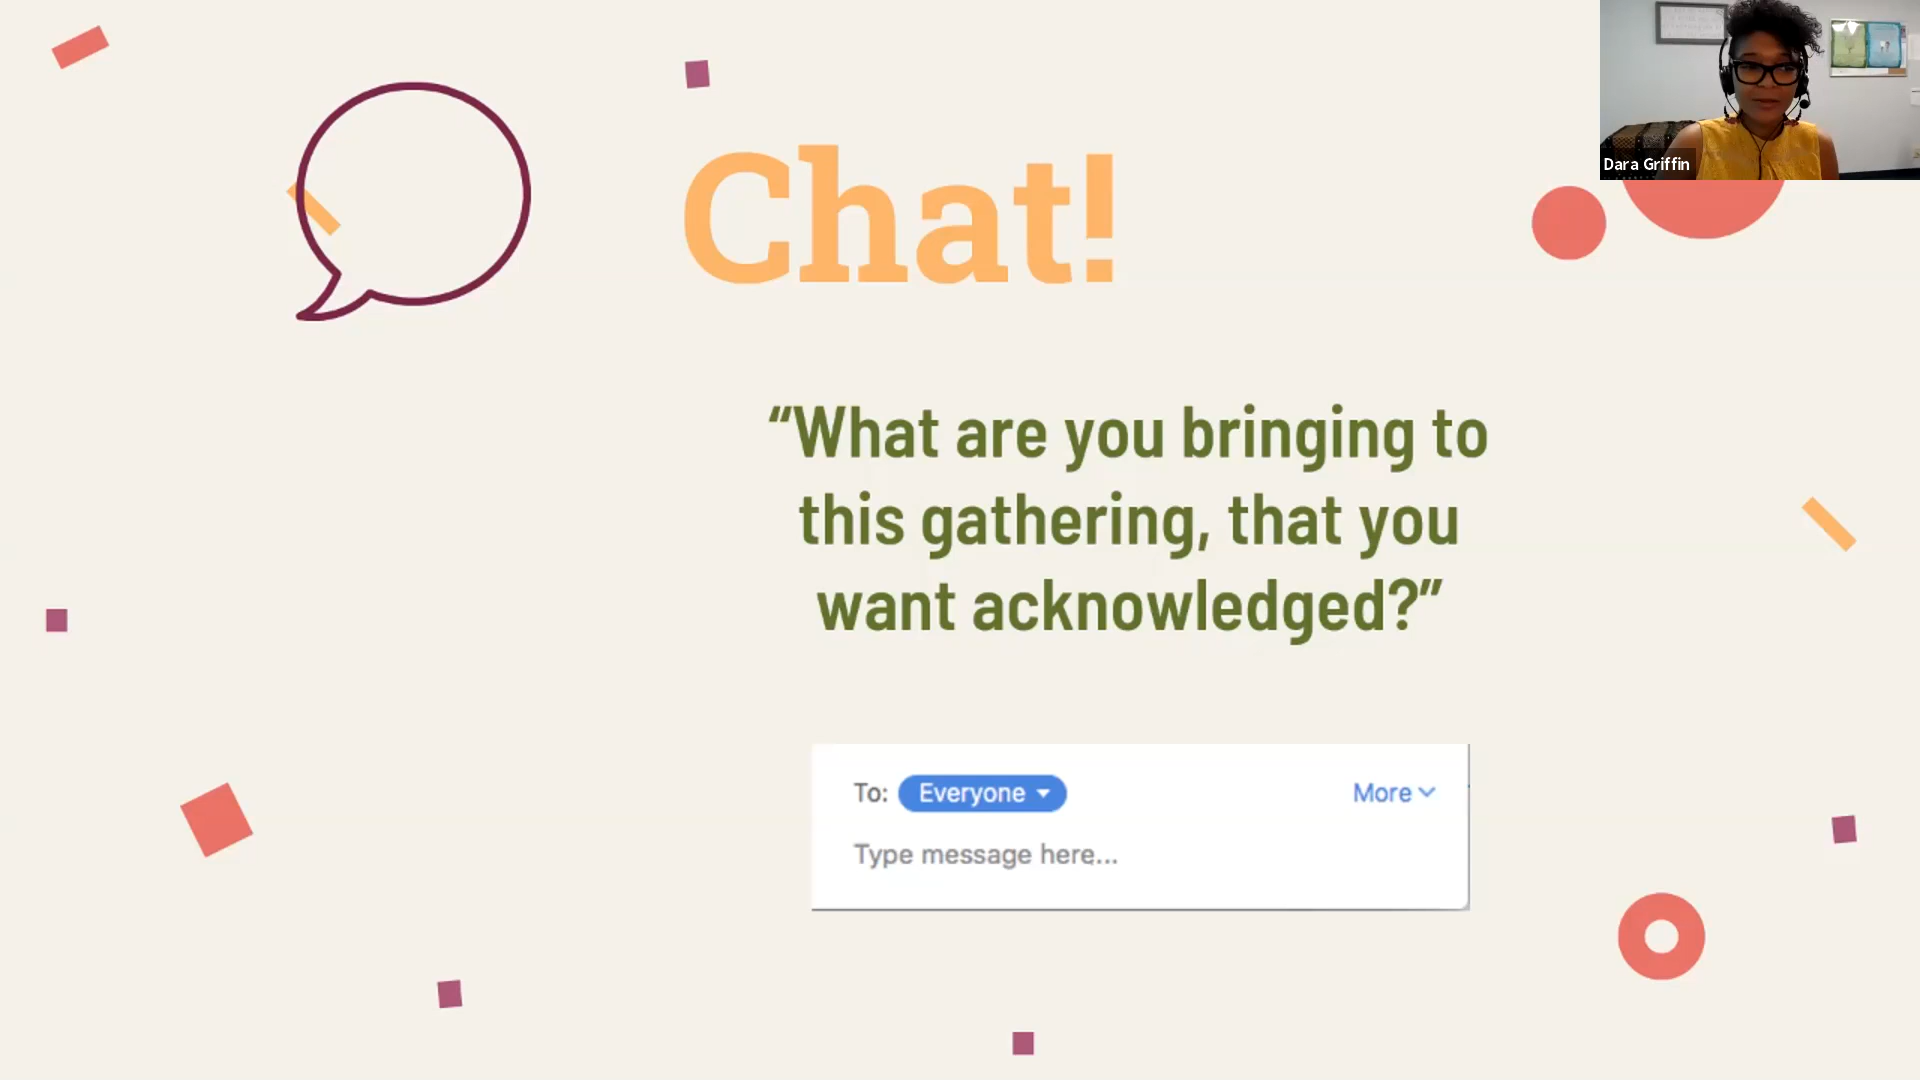 Chat!
Dara Griffin
“What are you bringing to
this gathering, that you
want acknowledged?”
To: Everyone More
Type message here...